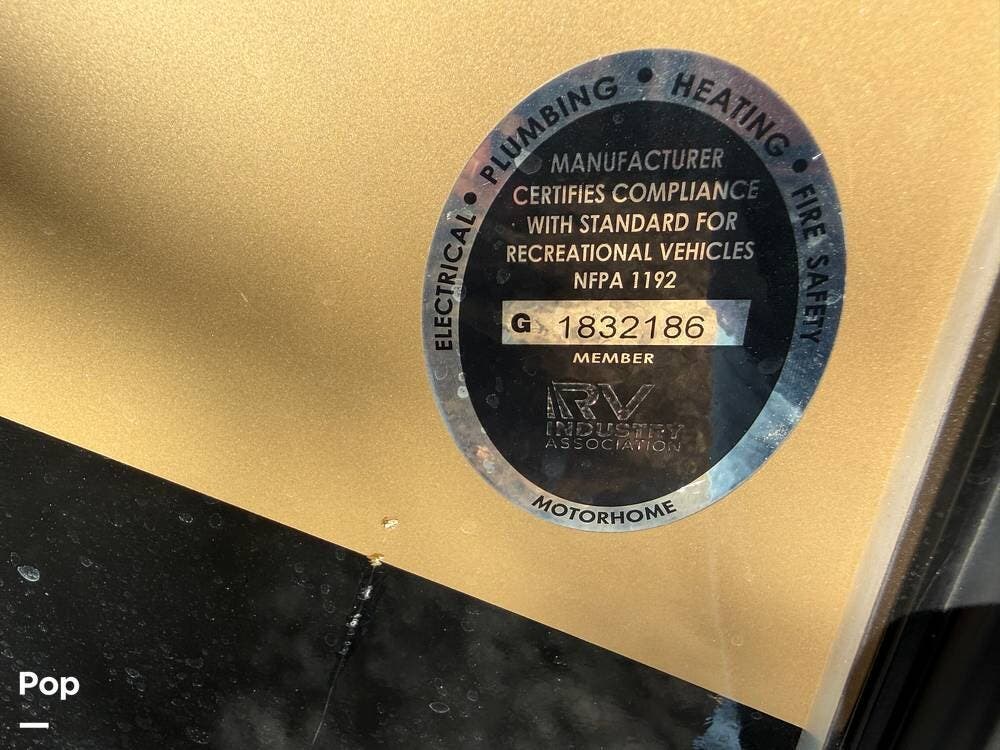 ELECTRICAL • PLUMBING • HEATING • FIRE SAFETY
MANUFACTURER
CERTIFIES COMPLIANCE
WITH STANDARD FOR
RECREATIONAL VEHICLES
NFPA 1192
G 1832186
MEMBER
RV
INDUSTRY
ASSOCIATION
MOTORHOME
Pop